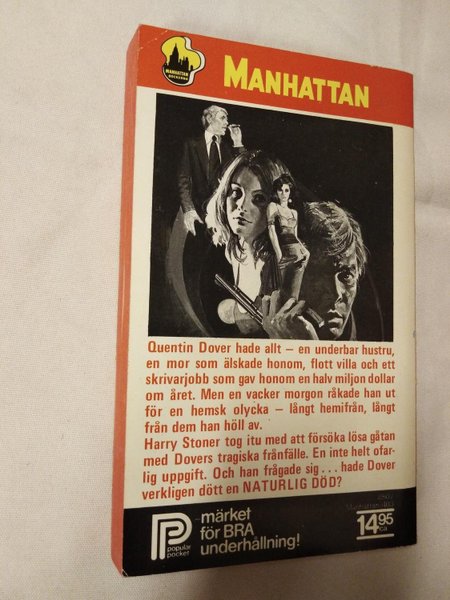 MANHATTAN
MANHATTAN
Quentin Dover hade allt – en underbar hustru,
en mor som älskade honom, flott villa och ett
skrivarjobb som gav honom en halv miljon dollar
om året. Men en vacker morgon råkade han ut
för en hemsk olycka – långt hemifrån, långt
från dem han höll av.
Harry Stoner tog itu med att försöka lösa gåtan
med Dovers tragiska frånfälle. En inte helt ofar-
lig uppgift. Och han frågade sig . . . hade Dover
verkligen dött en NATURLIG DÖD?
P
popular
pocket
märket
för BRA
underhållning!
1495
ca